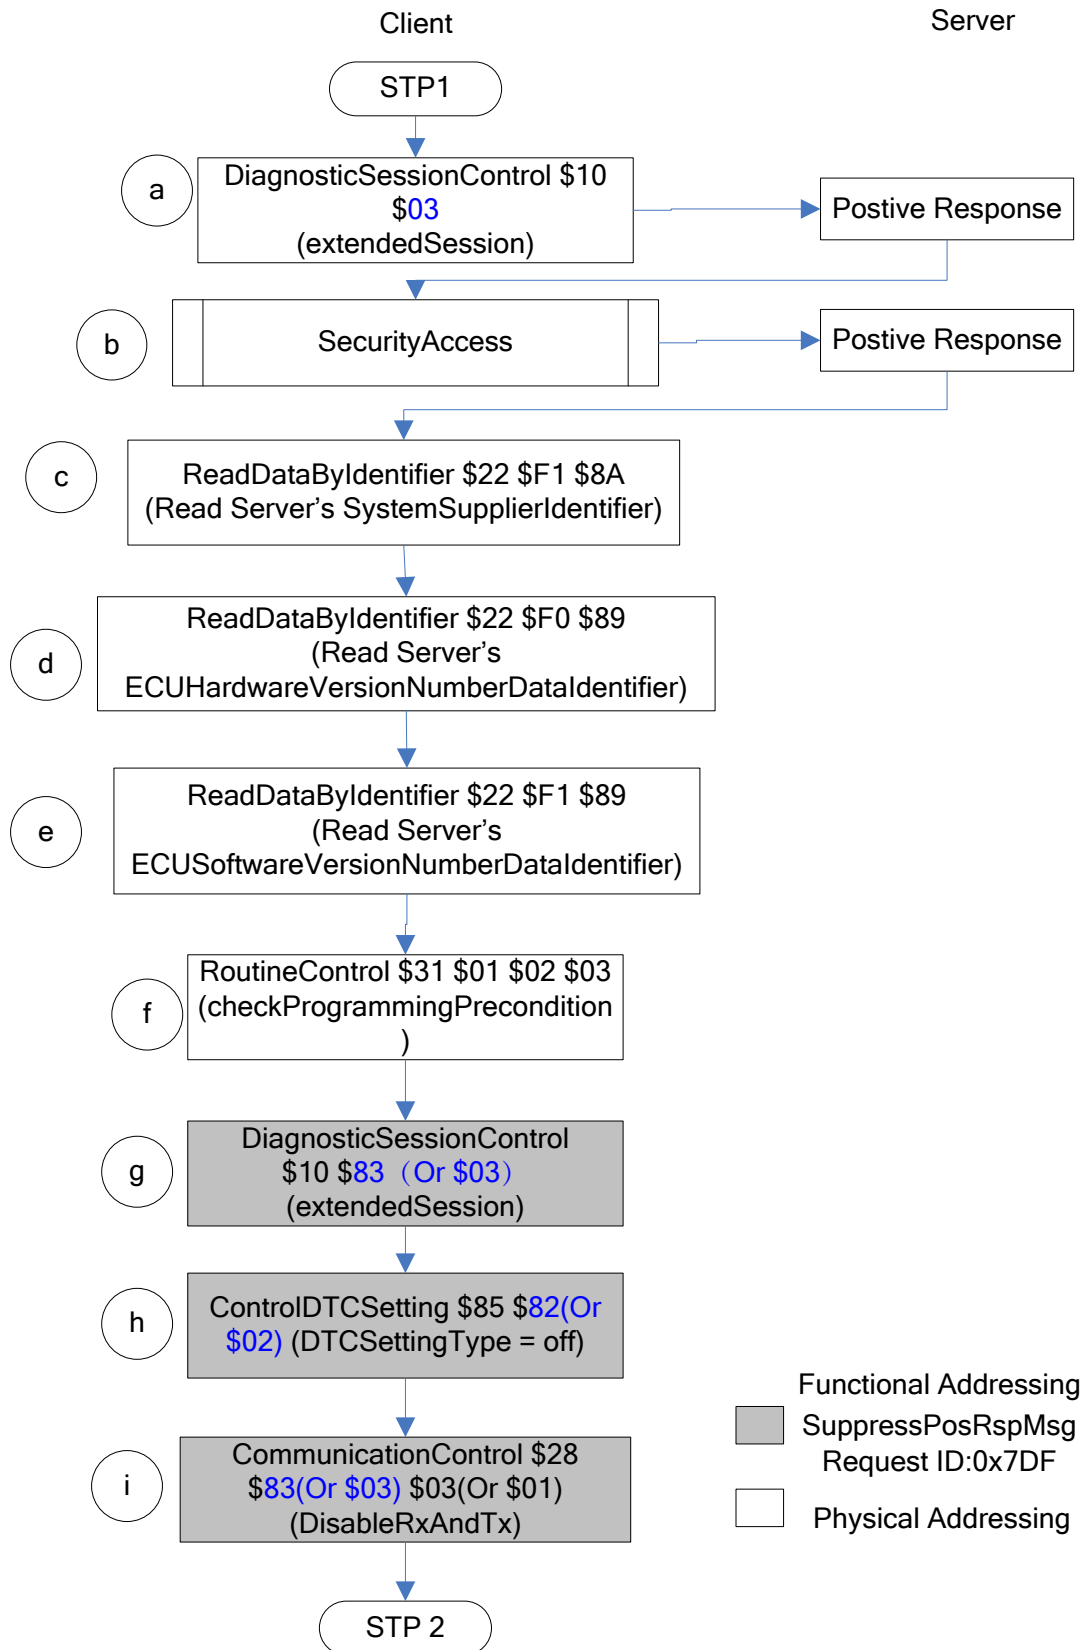 Client
Server
STP1
a
DiagnosticSessionControl $10
$03
(extendedSession)
Postive Response
b
SecurityAccess
Postive Response
c
ReadDataByIdentifier $22 $F1 $8A
(Read Server’s SystemSupplierIdentifier)
d
ReadDataByIdentifier $22 $F0 $89
(Read Server’s
ECUHardwareVersionNumberDataIdentifier)
e
ReadDataByIdentifier $22 $F1 $89
(Read Server’s
ECUSoftwareVersionNumberDataIdentifier)
f
RoutineControl $31 $01 $02 $03
(checkProgrammingPrecondition
)
g
DiagnosticSessionControl
$10 $83（Or $03）
(extendedSession)
h
ControlDTCSetting $85 $82(Or
$02) (DTCSettingType = off)
i
CommunicationControl $28
$83(Or $03) $03(Or $01)
(DisableRxAndTx)
Functional Addressing
SuppressPosRspMsg
Request ID:0x7DF
Physical Addressing
STP 2